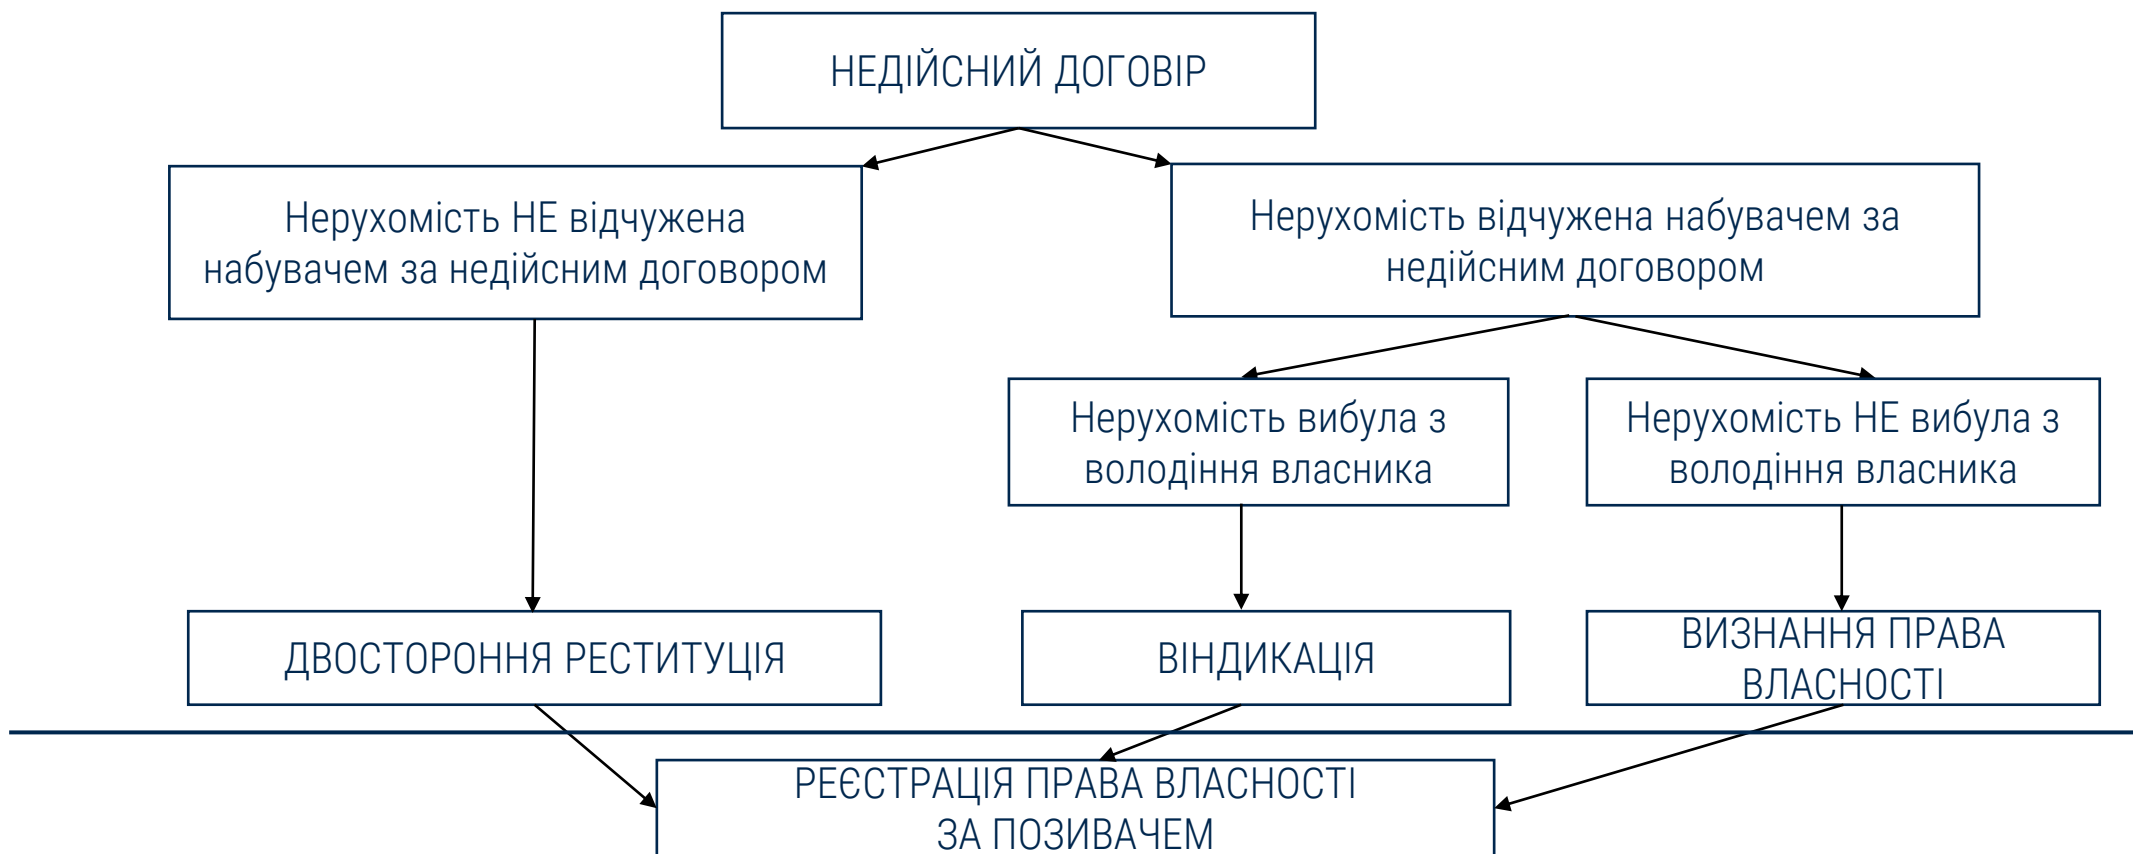 НЕДІЙСНИЙ ДОГОВІР
Нерухомість НЕ відчужена
набувачем за недійсним договором
Нерухомість відчужена набувачем за
недійсним договором
Нерухомість вибула з
володіння власника
Нерухомість НЕ вибула з
володіння власника
ДВОСТОРОННЯ РЕСТИТУЦІЯ
ВІНДИКАЦІЯ
ВИЗНАННЯ ПРАВА
ВЛАСНОСТІ
РЕЄСТРАЦІЯ ПРАВА ВЛАСНОСТІ
ЗА ПОЗИВАЧЕМ